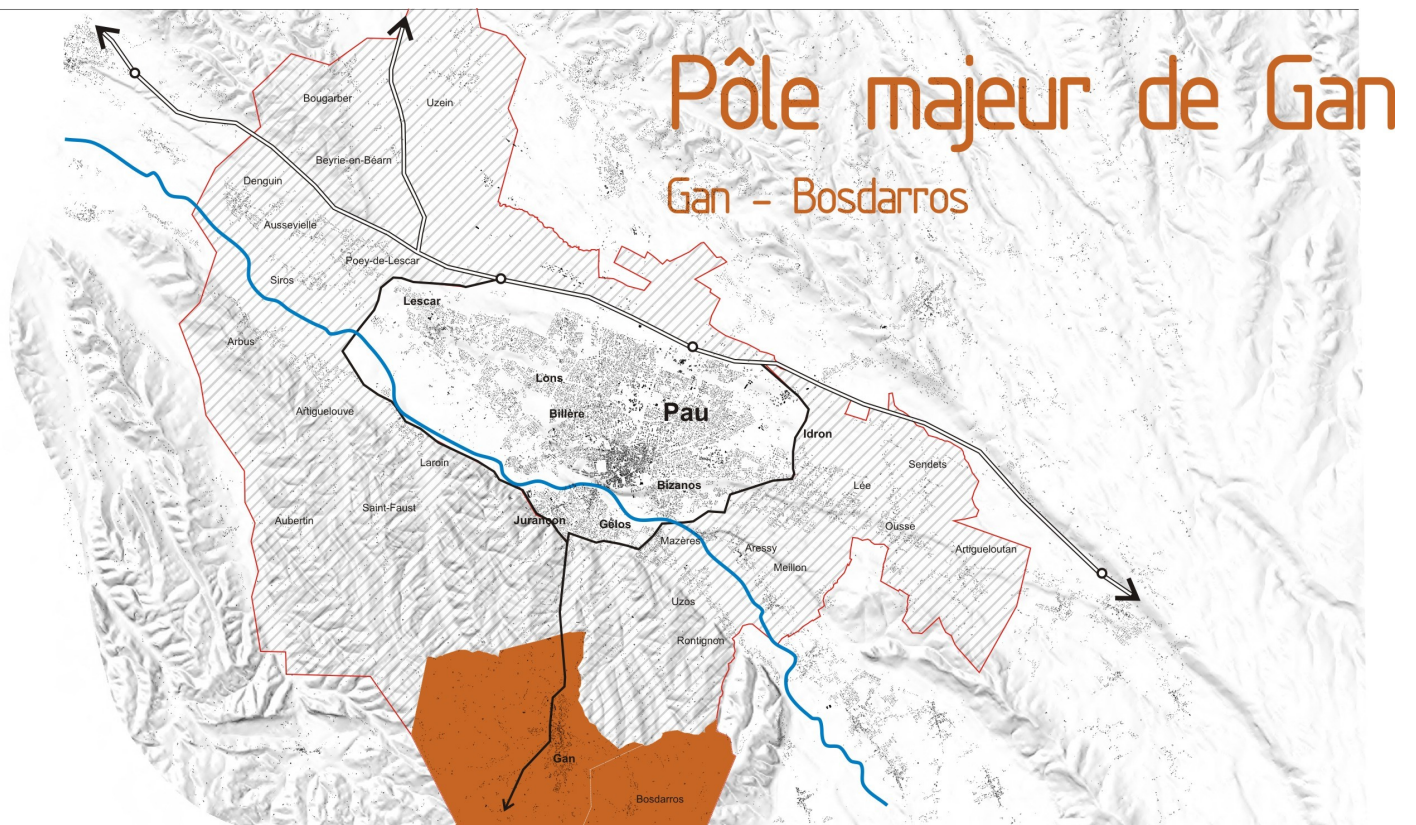 Pôle majeur de Gan
Gan – Bosdarros
Bougarber
Uzein
Beyrie-en-Béarn
Denguin
Aussevielle
Poey-de-Lescar
Siros
Lescar
Arbus
Lons
Artiguelouve
Billère
Pau
Idron
Laroin
Sendets
Lée
Bizanos
Saint-Faust
Aubertin
Jurançon
Gelos
Ousse
Mazères
Aressy
Artigueloutan
Meillon
Uzos
Rontignon
Gan
Bosdarros